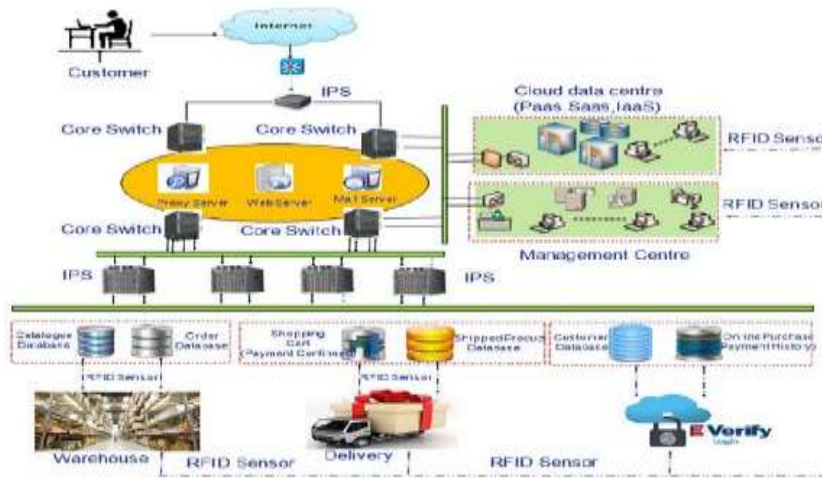 Internet
Customer
IPS
Cloud data centre
(Paas,Saas,IaaS)
Core Switch
Core Switch
RFID Sensor
Proxy Server
Web Server
Mail Server
RFID Sensor
Core Switch
Core Switch
Management Centre
IPS
IPS
Catalogue
Database
Order
Database
Shopping
Cart
(Payment
Shipped
Database
Customer
Database
Online Purchase
Payment History)
RFID Sensor
RFID Sensor
Verify
Warehouse
RFID Sensor
Delivery
RFID Sensor